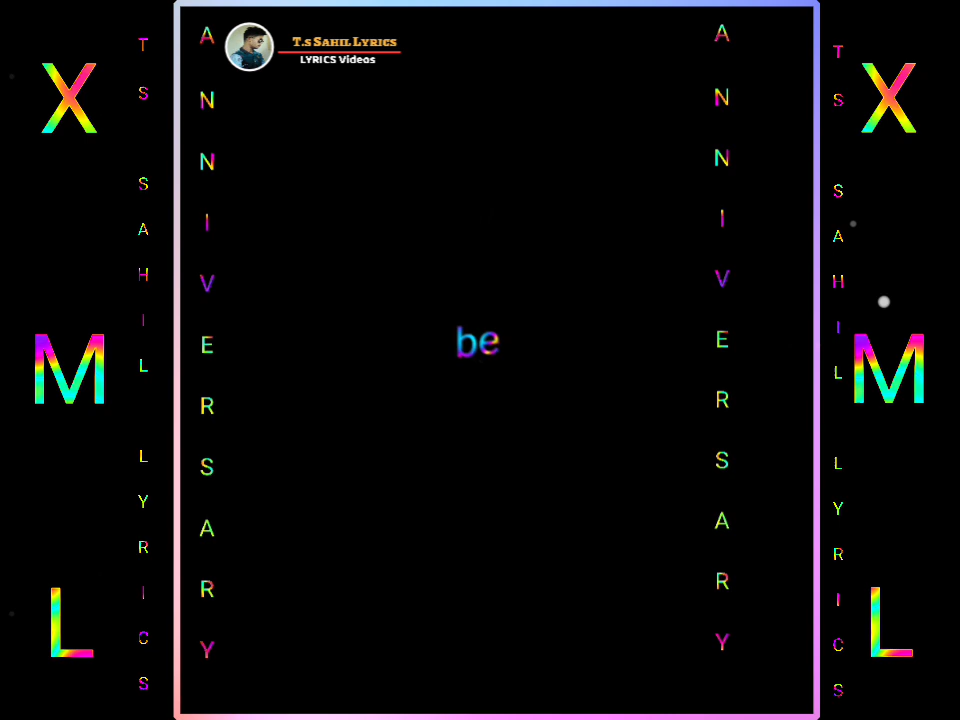 X
M
L
TS SAHIL LYRICS
ANNIVERSARY
T.s Sahil Lyrics
LYRICS Videos
be
ANNIVERSARY
TS SAHIL LYRICS
X
M
L